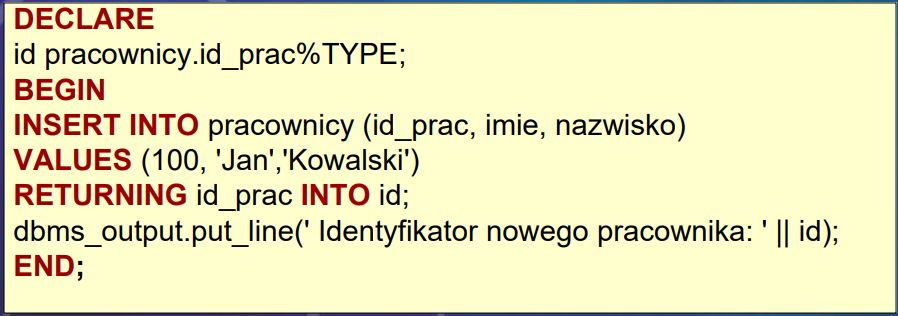 DECLARE
id pracownicy.id_prac%TYPE;
BEGIN
INSERT INTO pracownicy (id_prac, imie, nazwisko)
VALUES (100, 'Jan','Kowalski')
RETURNING id_prac INTO id;
dbms_output.put_line(' Identyfikator nowego pracownika: ' || id);
END;